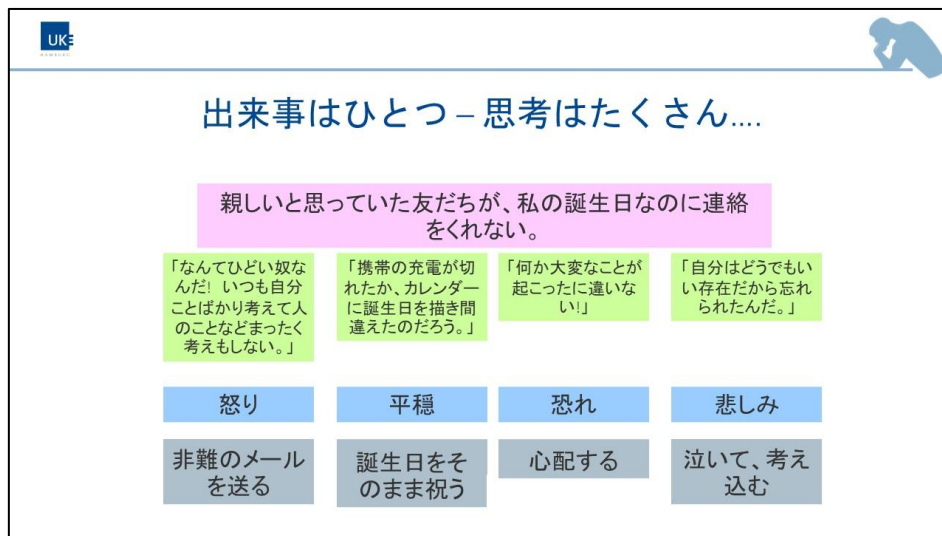 UKE
HAMBURG
出来事はひとつ – 思考はたくさん....
親しいと思っていた友だちが、私の誕生日なのに連絡
をくれない。
「なんてひどい奴な
んだ! いつも自分
ことばかり考えて人
のことなどまったく
考えもしない。」
「携帯の充電が切
れたか、カレンダー
に誕生日を描き間
違えたのだろう。」
「何か大変なことが
起こったに違いな
い!」
「自分はどうでもい
い存在だから忘れ
られたんだ。」
怒り
平穏
恐れ
悲しみ
非難のメール
を送る
誕生日をそ
のまま祝う
心配する
泣いて、考え
込む